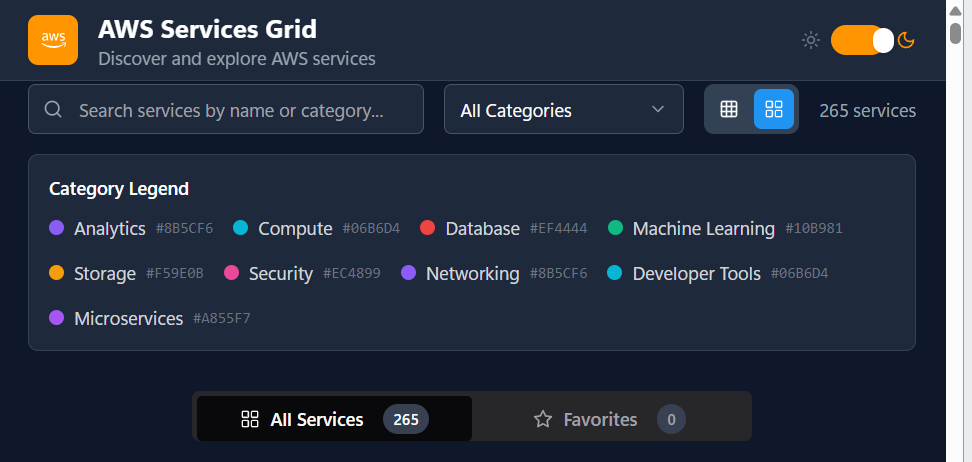 aws
AWS Services Grid
Discover and explore AWS services
Search services by name or category...
All Categories
265 services
Category Legend
Analytics #8B5CF6 Compute #06B6D4 Database #EF4444 Machine Learning #10B981
Storage #F59E0B Security #EC4899 Networking #8B5CF6 Developer Tools #06B6D4
Microservices #A855F7
All Services 265 Favorites 0